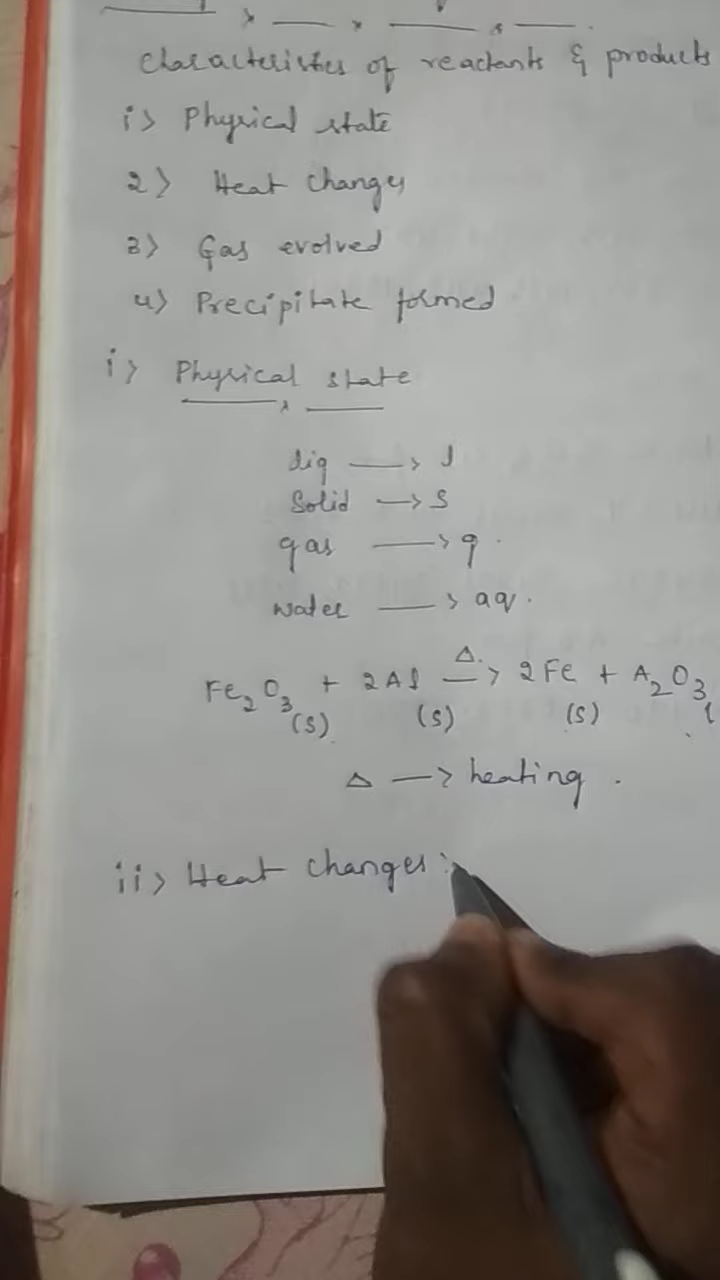 characteristics of reactants & products
i> Physical state
2> Heat changes
3> Gas evolved
4> Precipitate formed
i> Physical state
liq → l
Solid → s
gas → g.
water → aq.
Fe₂O₃ + 2Al →Δ 2Fe + A₂O₃
(s) (s) (s) (
Δ → heating.
ii> Heat changes: